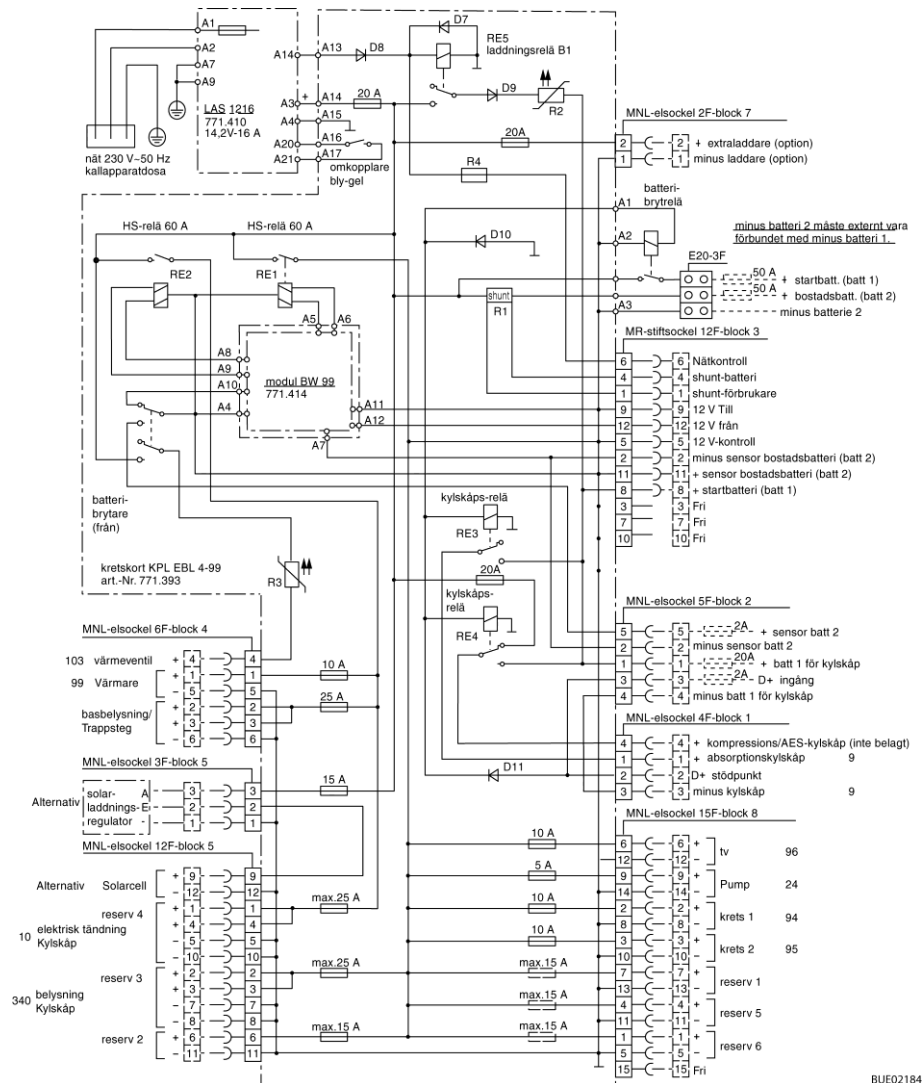 A1
A2
A7
A9
A14
A3
A4
A20
A21
+
LAS 1216
771.410
14,2V-16 A
nät 230 V~50 Hz
kallapparatdosa
A13
A14
A15
A16
A17
20 A
omkopplare
bly-gel
D8
D7
RE5
laddningsrelä B1
D9
R2
20A
R4
MNL-elsockel 2F-block 7
2 2 + extraladdare (option)
1 1 minus laddare (option)
batteri-
brytrelä
A1
A2
A3
minus batteri 2 måste externt vara
förbundet med minus batteri 1.
E20-3F
50 A + startbatt. (batt 1)
50 A + bostadsbatt. (batt 2)
minus batterie 2
D10
shunt
R1
HS-relä 60 A
HS-relä 60 A
RE2
RE1
A5
A6
A8
A9
A10
A4
A7
A11
A12
modul BW 99
771.414
MR-stiftsockel 12F-block 3
6 6 Nätkontroll
4 4 shunt-batteri
1 1 shunt-förbrukare
9 9 12 V Till
12 12 12 V från
5 5 12 V-kontroll
2 2 minus sensor bostadsbatteri (batt 2)
11 11 + sensor bostadsbatteri (batt 2)
8 8 + startbatteri (batt 1)
3 3 Fri
7 7 Fri
10 10 Fri
batteri-
brytare
(från)
kretskort KPL EBL 4-99
art.-Nr. 771.393
R3
kylskåps-relä
RE3
20A
kylskåps-
relä
RE4
D11
MNL-elsockel 5F-block 2
5 5 2A + sensor batt 2
2 2 minus sensor batt 2
1 1 20A + batt 1 för kylskåp
3 3 2A D+ ingång
4 4 minus batt 1 för kylskåp
MNL-elsockel 4F-block 1
4 4 + kompressions/AES-kylskåp (inte belagt)
1 1 + absorptionskylskåp 9
2 2 D+ stödpunkt
3 3 minus kylskåp 9
MNL-elsockel 6F-block 4
103 värmeventil + 4 4
99 Värmare + 1 1 10 A
− 5 5
basbelysning/
Trappsteg
+ 2 2 25 A
+ 3 3
− 6 6
MNL-elsockel 3F-block 5
Alternativ
solar-
laddnings-
regulator
A 3 3 15 A
E 2 2
- 1 1
MNL-elsockel 12F-block 5
Alternativ Solarcell + 9 9
− 12 12
reserv 4 + 1 1 max.25 A
+ 4 4
10 elektrisk tändning
Kylskåp
− 5 5
− 10 10
reserv 3 + 2 2 max.25 A
+ 3 3
340 belysning
Kylskåp
− 7 7
− 8 8
reserv 2 + 6 6 max.15 A
− 11 11
MNL-elsockel 15F-block 8
10 A 6 6 + tv 96
12 12 −
5 A 9 9 + Pump 24
14 14 −
10 A 2 2 + krets 1 94
8 8 −
10 A 3 3 + krets 2 95
10 10 −
max.15 A 7 7 + reserv 1
13 13 −
max.15 A 4 4 + reserv 5
11 11 −
max.15 A 1 1 + reserv 6
5 5 −
15 15 Fri
BUE02184